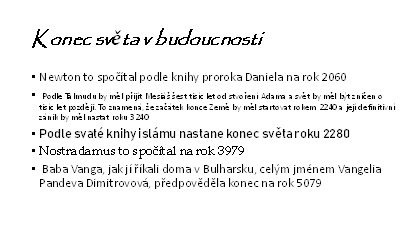 Konec světa v budoucnosti
• Newton to spočítal podle knihy proroka Daniela na rok 2060
• Podle Talmudu by měl přijít Mesiáš šest tisíc let od stvoření Adama a svět by měl být zničen o
tisíc let později. To znamená, že začátek konce Země by měl startovat rokem 2240 a její definitivní
zánik by měl nastat roku 3240
• Podle svaté knihy islámu nastane konec světa roku 2280
• Nostradamus to spočítal na rok 3979
• Baba Vanga, jak jí říkali doma v Bulharsku, celým jménem Vangelia
Pandeva Dimitrovová, předpověděla konec na rok 5079